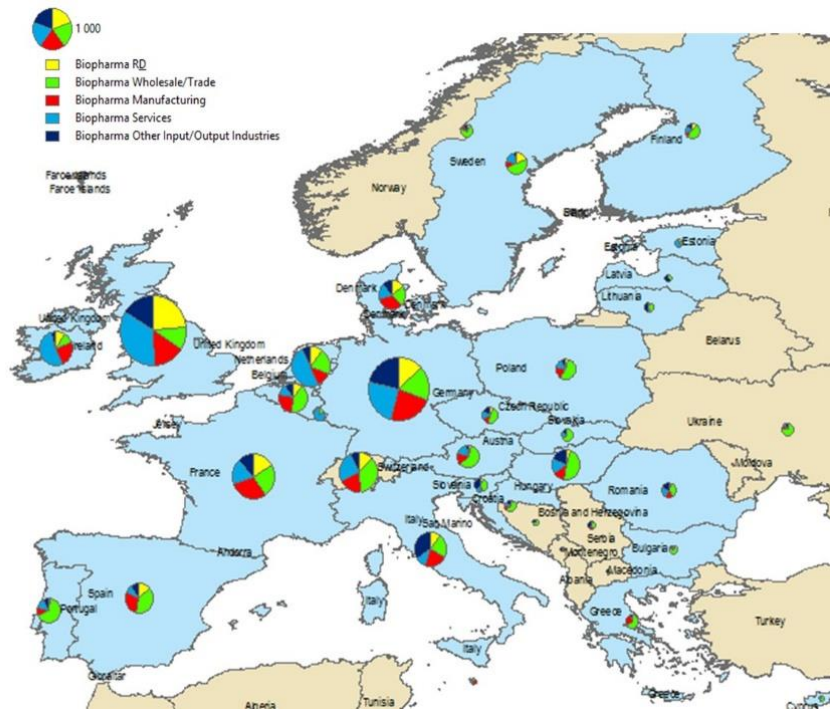 1 000
Biopharma RD
Biopharma Wholesale/Trade
Biopharma Manufacturing
Biopharma Services
Biopharma Other Input/Output Industries
Faroe Islands
Faroe Islands
Norway
Sweden
Finland
Estonia
Estonia
Latvia
Lithuania
Denmark
Denmark
Germany
United Kingdom
Ireland
United Kingdom
Netherlands
Belgium
Germany
Poland
Belarus
Jersey
Czech Republic
Slovakia
Ukraine
France
Switzerland
Austria
Slovenia
Hungary
Croatia
Romania
Moldova
Italy
San Marino
Bosnia and Herzegovina
Serbia
Montenegro
Bulgaria
Andorra
Macedonia
Albania
Spain
Portugal
Italy
Greece
Turkey
Italy
Gibraltar
Greece
Algeria
Tunisia
Cyprus